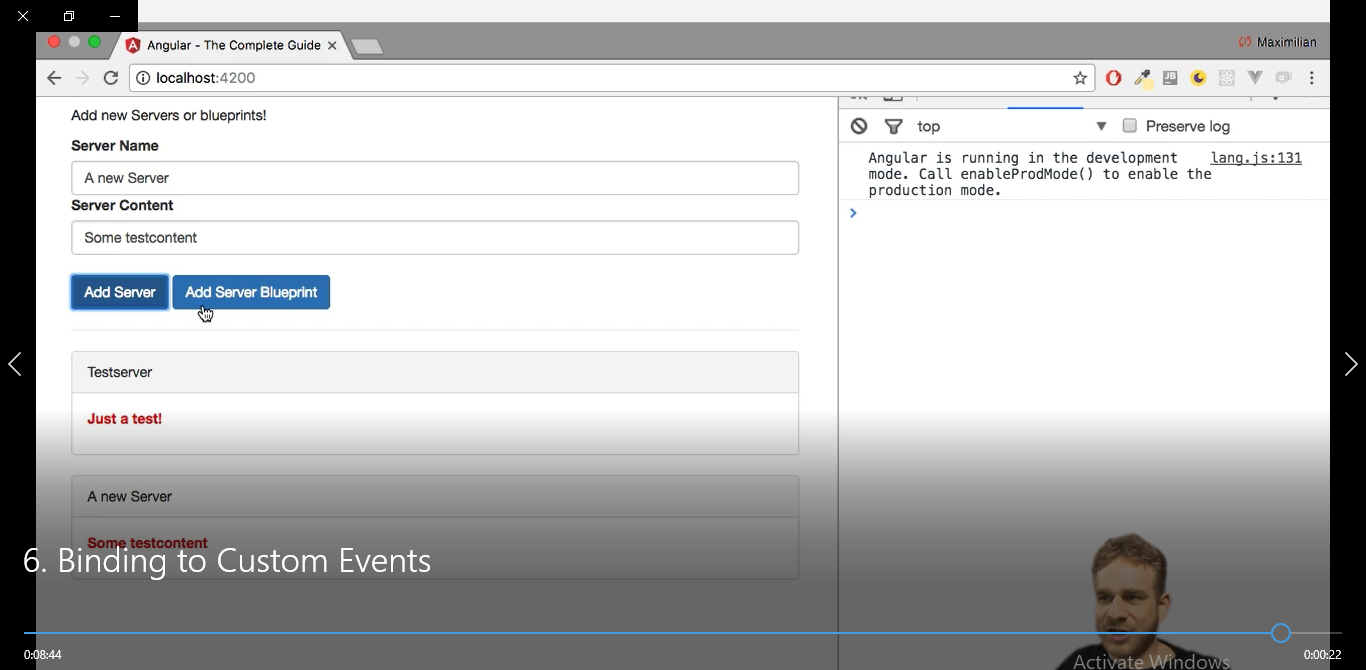 Angular - The Complete Guide
Maximilian
localhost:4200
Add new Servers or blueprints!
Server Name
A new Server
Server Content
Some testcontent
Add Server
Add Server Blueprint
Testserver
Just a test!
A new Server
Some testcontent
top
Preserve log
Angular is running in the development
lang.js:131
mode. Call enableProdMode() to enable the
production mode.
JB
6. Binding to Custom Events
0:08:44
0:00:22
Activate Windows